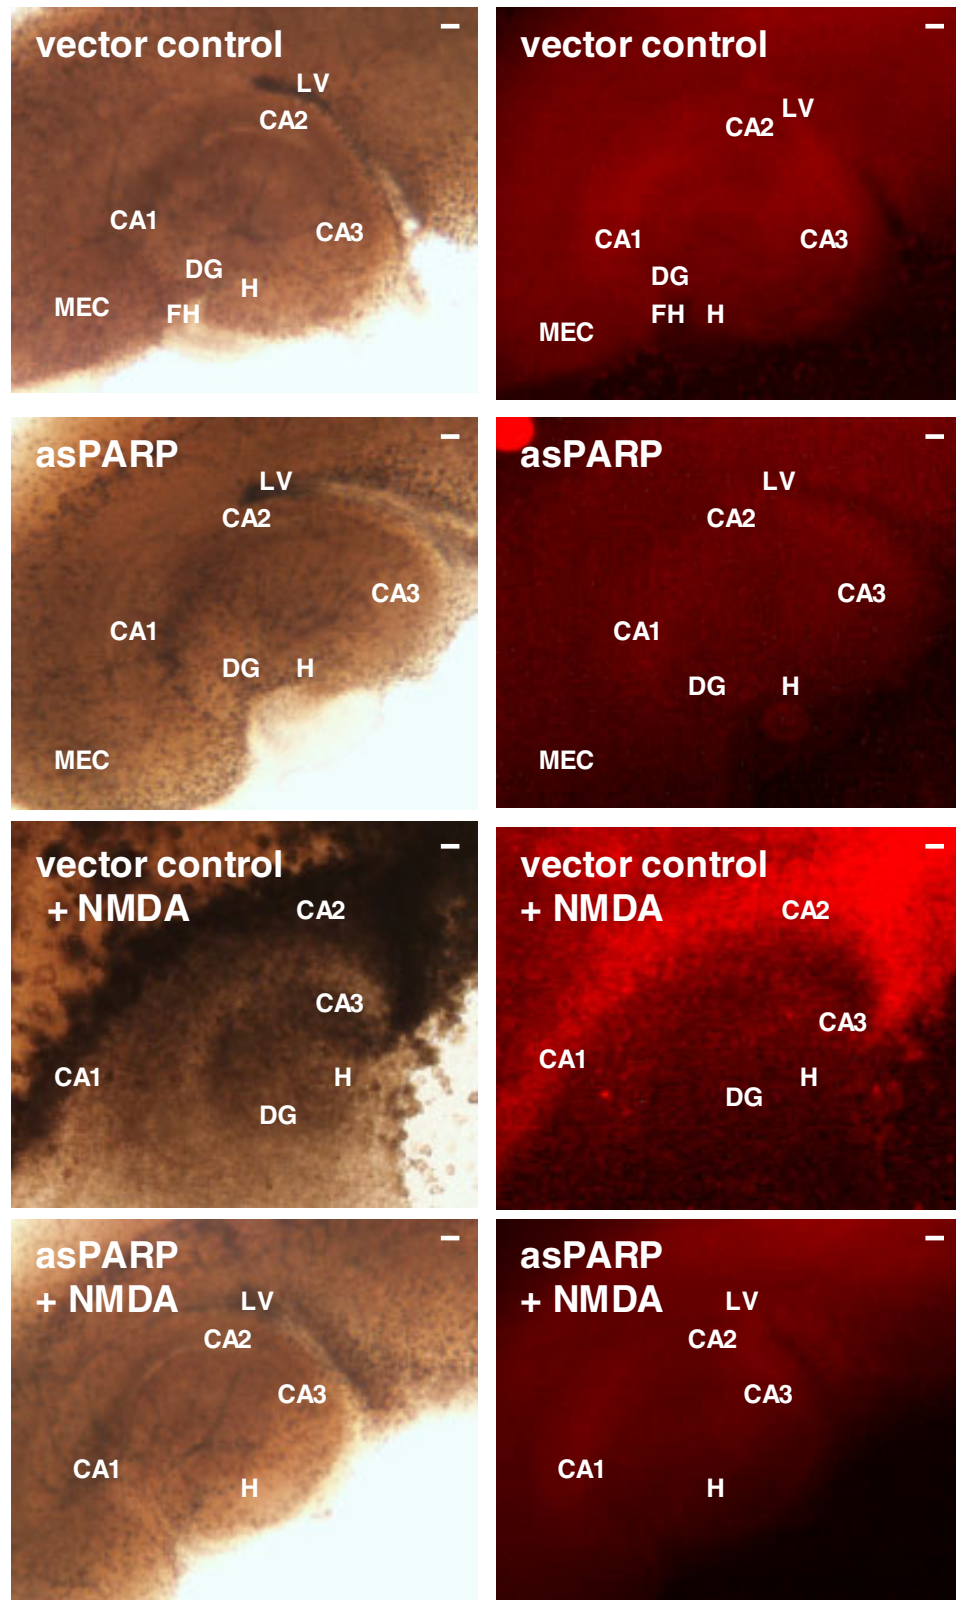 vector control
LV
CA2
CA1
CA3
DG
H
MEC
FH
vector control
LV
CA2
CA1
CA3
DG
FH H
MEC
asPARP
LV
CA2
CA3
CA1
DG H
MEC
asPARP
LV
CA2
CA3
CA1
DG H
MEC
vector control
+ NMDA
CA2
CA3
CA1
H
DG
vector control
+ NMDA
CA2
CA3
CA1
H
DG
asPARP
+ NMDA
LV
CA2
CA3
CA1
H
asPARP
+ NMDA
LV
CA2
CA3
CA1
H